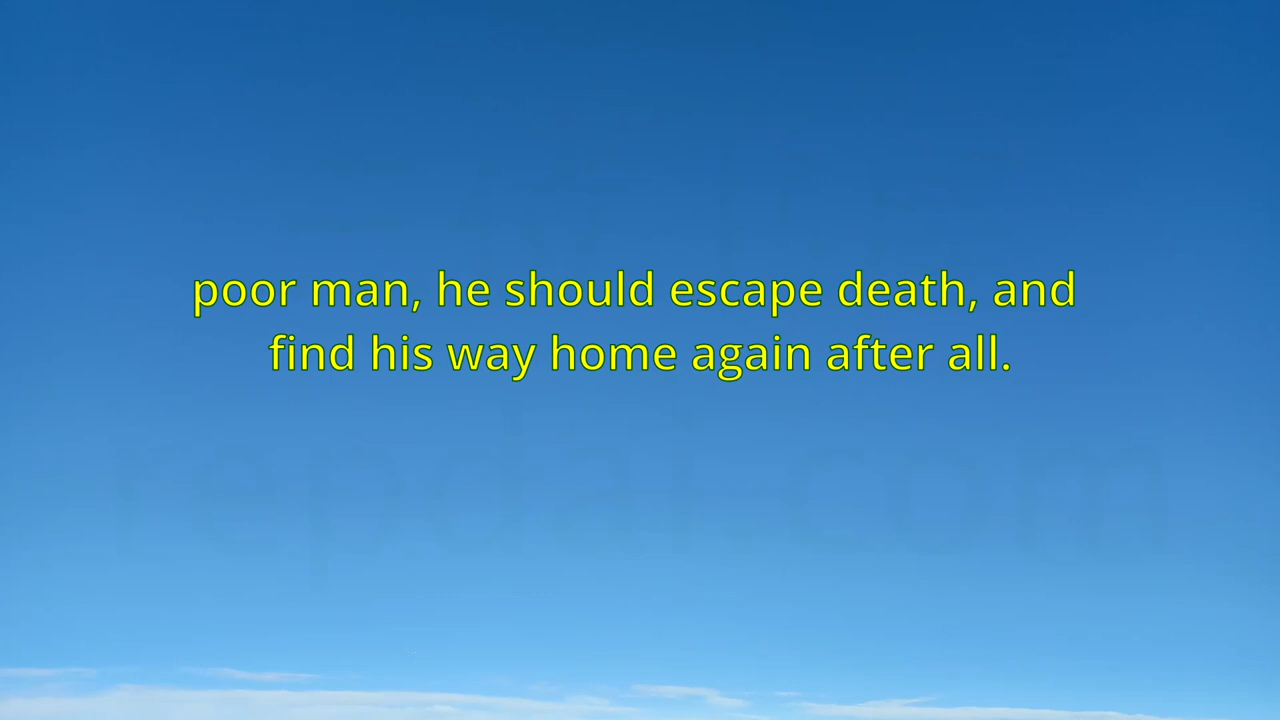 poor man, he should escape death, and
find his way home again after all.